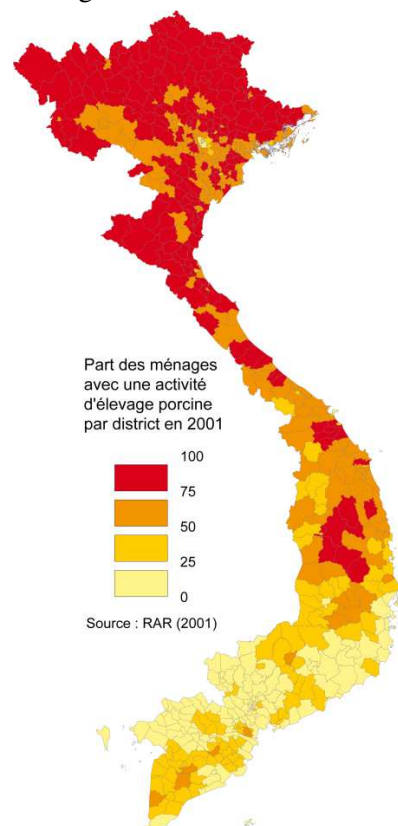 Part des ménages
avec une activité
d'élevage porcine
par district en 2001
100
75
50
25
0
Source : RAR (2001)